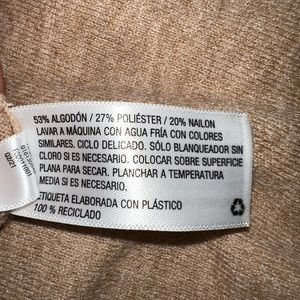 53% ALGODÓN / 27% POLIÉSTER / 20% NAILON
LAVAR A MÁQUINA CON AGUA FRÍA CON COLORES
SIMILARES. CICLO DELICADO. SÓLO BLANQUEADOR SIN
CLORO SI ES NECESARIO. COLOCAR SOBRE SUPERFICIE
PLANA PARA SECAR. PLANCHAR A TEMPERATURA
MEDIA SI ES NECESARIO.
ETIQUETA ELABORADA CON PLÁSTICO
100 % RECICLADO
02/21